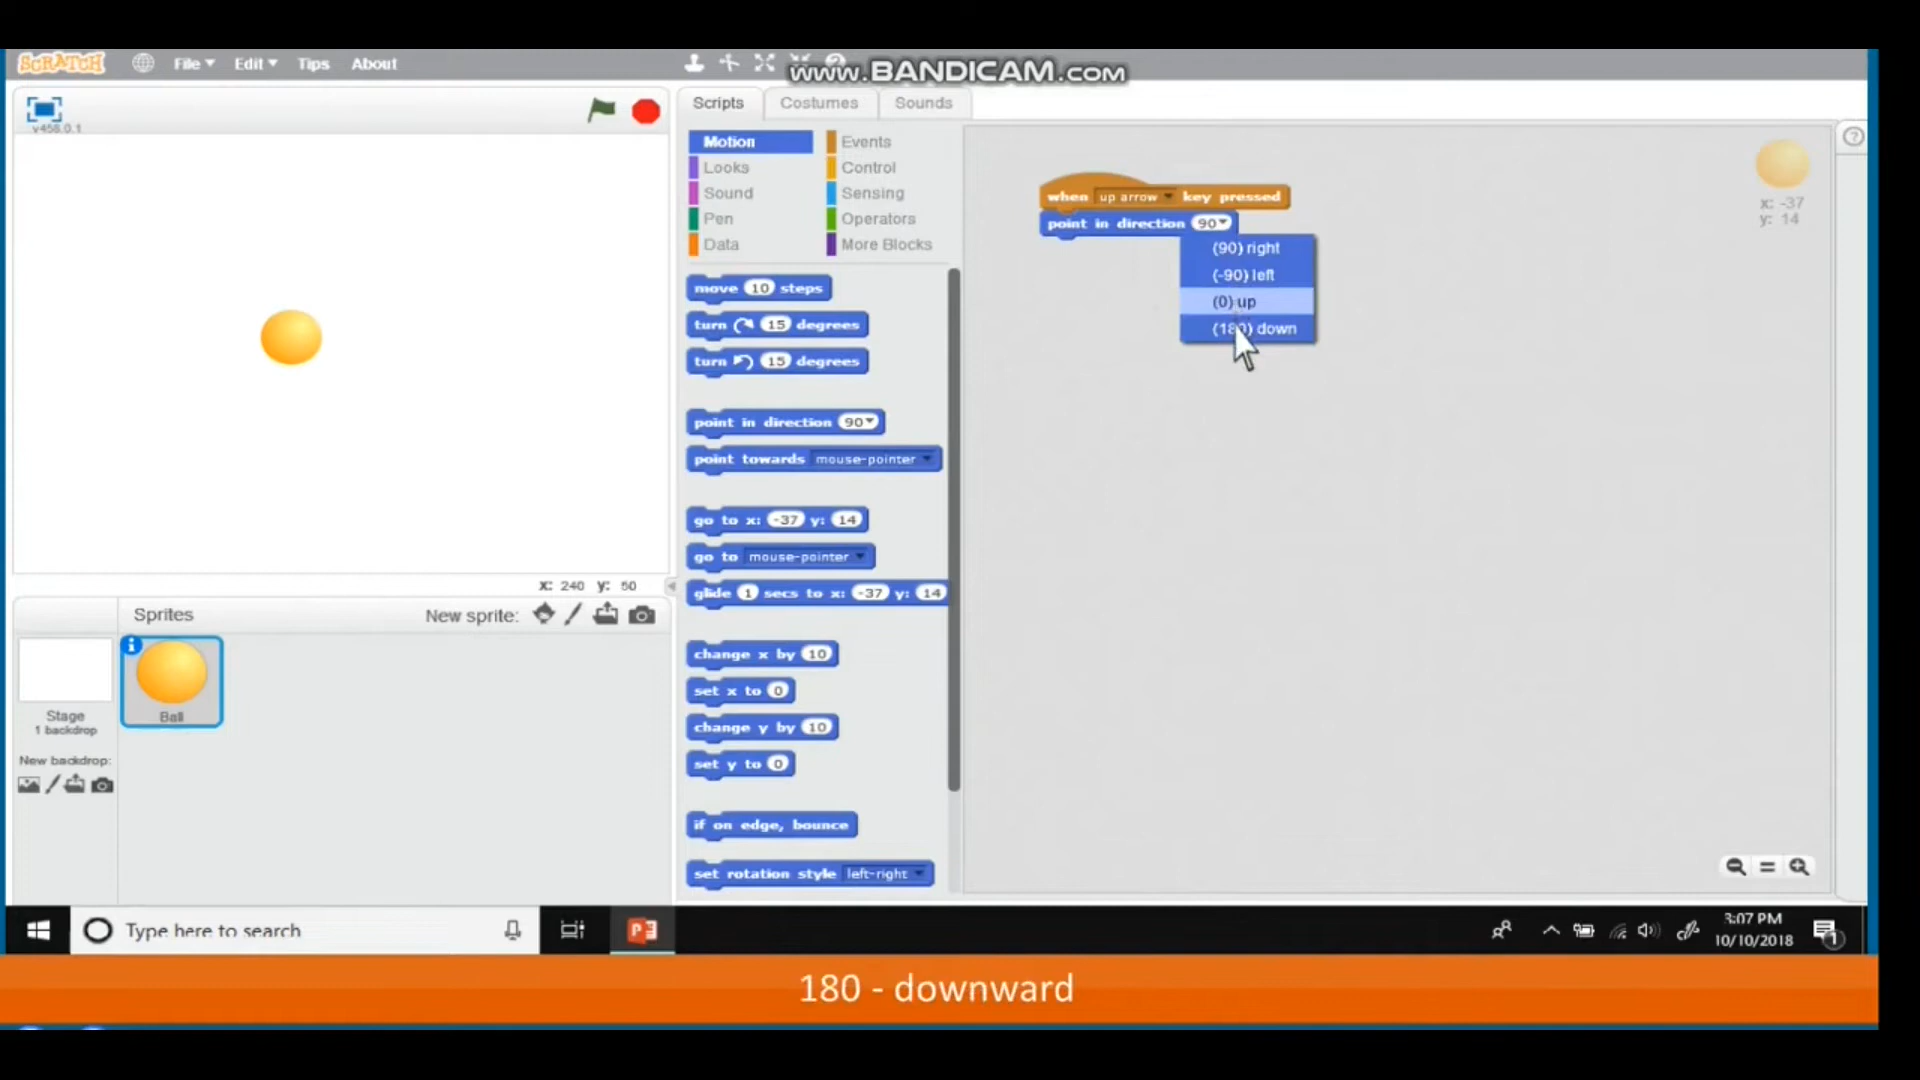 SCRATCH File Edit Tips About
www.BANDICAM.com
v458.0.1
Scripts Costumes Sounds
Motion Events
Looks Control
Sound Sensing
Pen Operators
Data More Blocks
move 10 steps
turn 15 degrees
turn 15 degrees
point in direction 90
point towards mouse-pointer
go to x: -37 y: 14
go to mouse-pointer
glide 1 secs to x: -37 y: 14
change x by 10
set x to 0
change y by 10
set y to 0
if on edge, bounce
set rotation style left-right
when up arrow key pressed
point in direction 90
(90) right
(-90) left
(0) up
(180) down
x: -37
y: 14
x: 240 y: 50
Sprites New sprite:
Ball
Stage
1 backdrop
New backdrop:
Type here to search
3:07 PM
10/10/2018
1
180 - downward